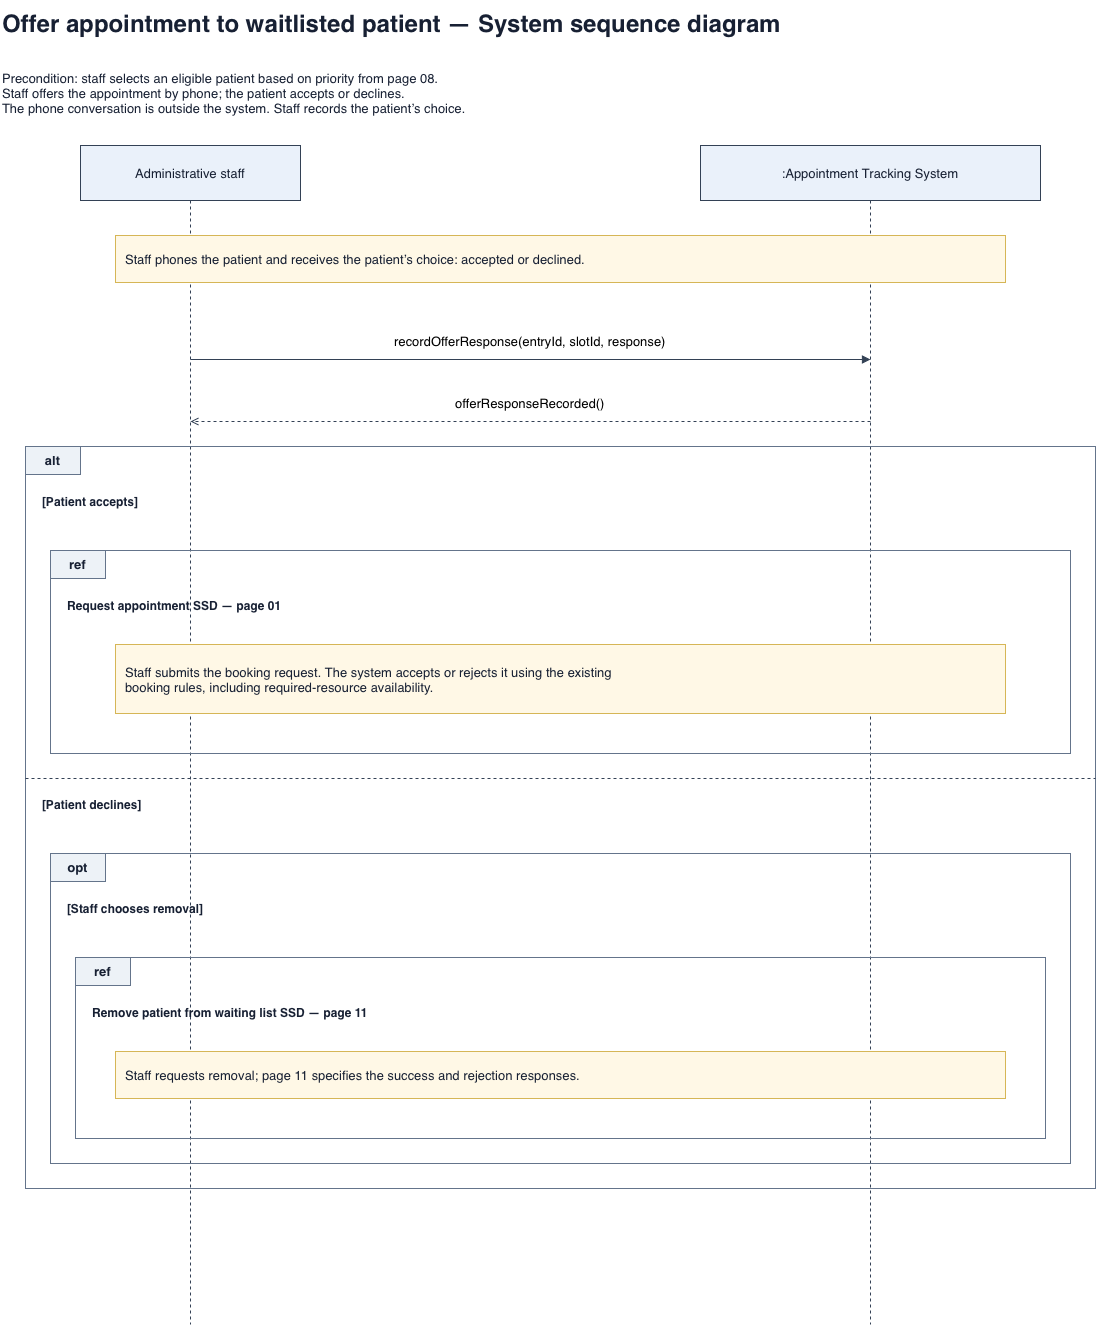 Offer appointment to waitlisted patient — System sequence diagram
Precondition: staff selects an eligible patient based on priority from page 08.
Staff offers the appointment by phone; the patient accepts or declines.
The phone conversation is outside the system. Staff records the patient’s choice.
Administrative staff
:Appointment Tracking System
Staff phones the patient and receives the patient’s choice: accepted or declined.
recordOfferResponse(entryId, slotId, response)
offerResponseRecorded()
alt
[Patient accepts]
ref
Request appointment SSD — page 01
Staff submits the booking request. The system accepts or rejects it using the existing
booking rules, including required-resource availability.
[Patient declines]
opt
[Staff chooses removal]
ref
Remove patient from waiting list SSD — page 11
Staff requests removal; page 11 specifies the success and rejection responses.